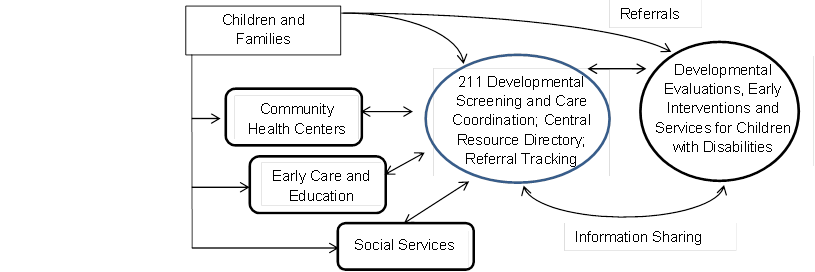 Children and
Families
Referrals
211 Developmental
Screening and Care
Coordination; Central
Resource Directory;
Referral Tracking
Developmental
Evaluations, Early
Interventions and
Services for Children
with Disabilities
Community
Health Centers
Early Care and
Education
Social Services
Information Sharing